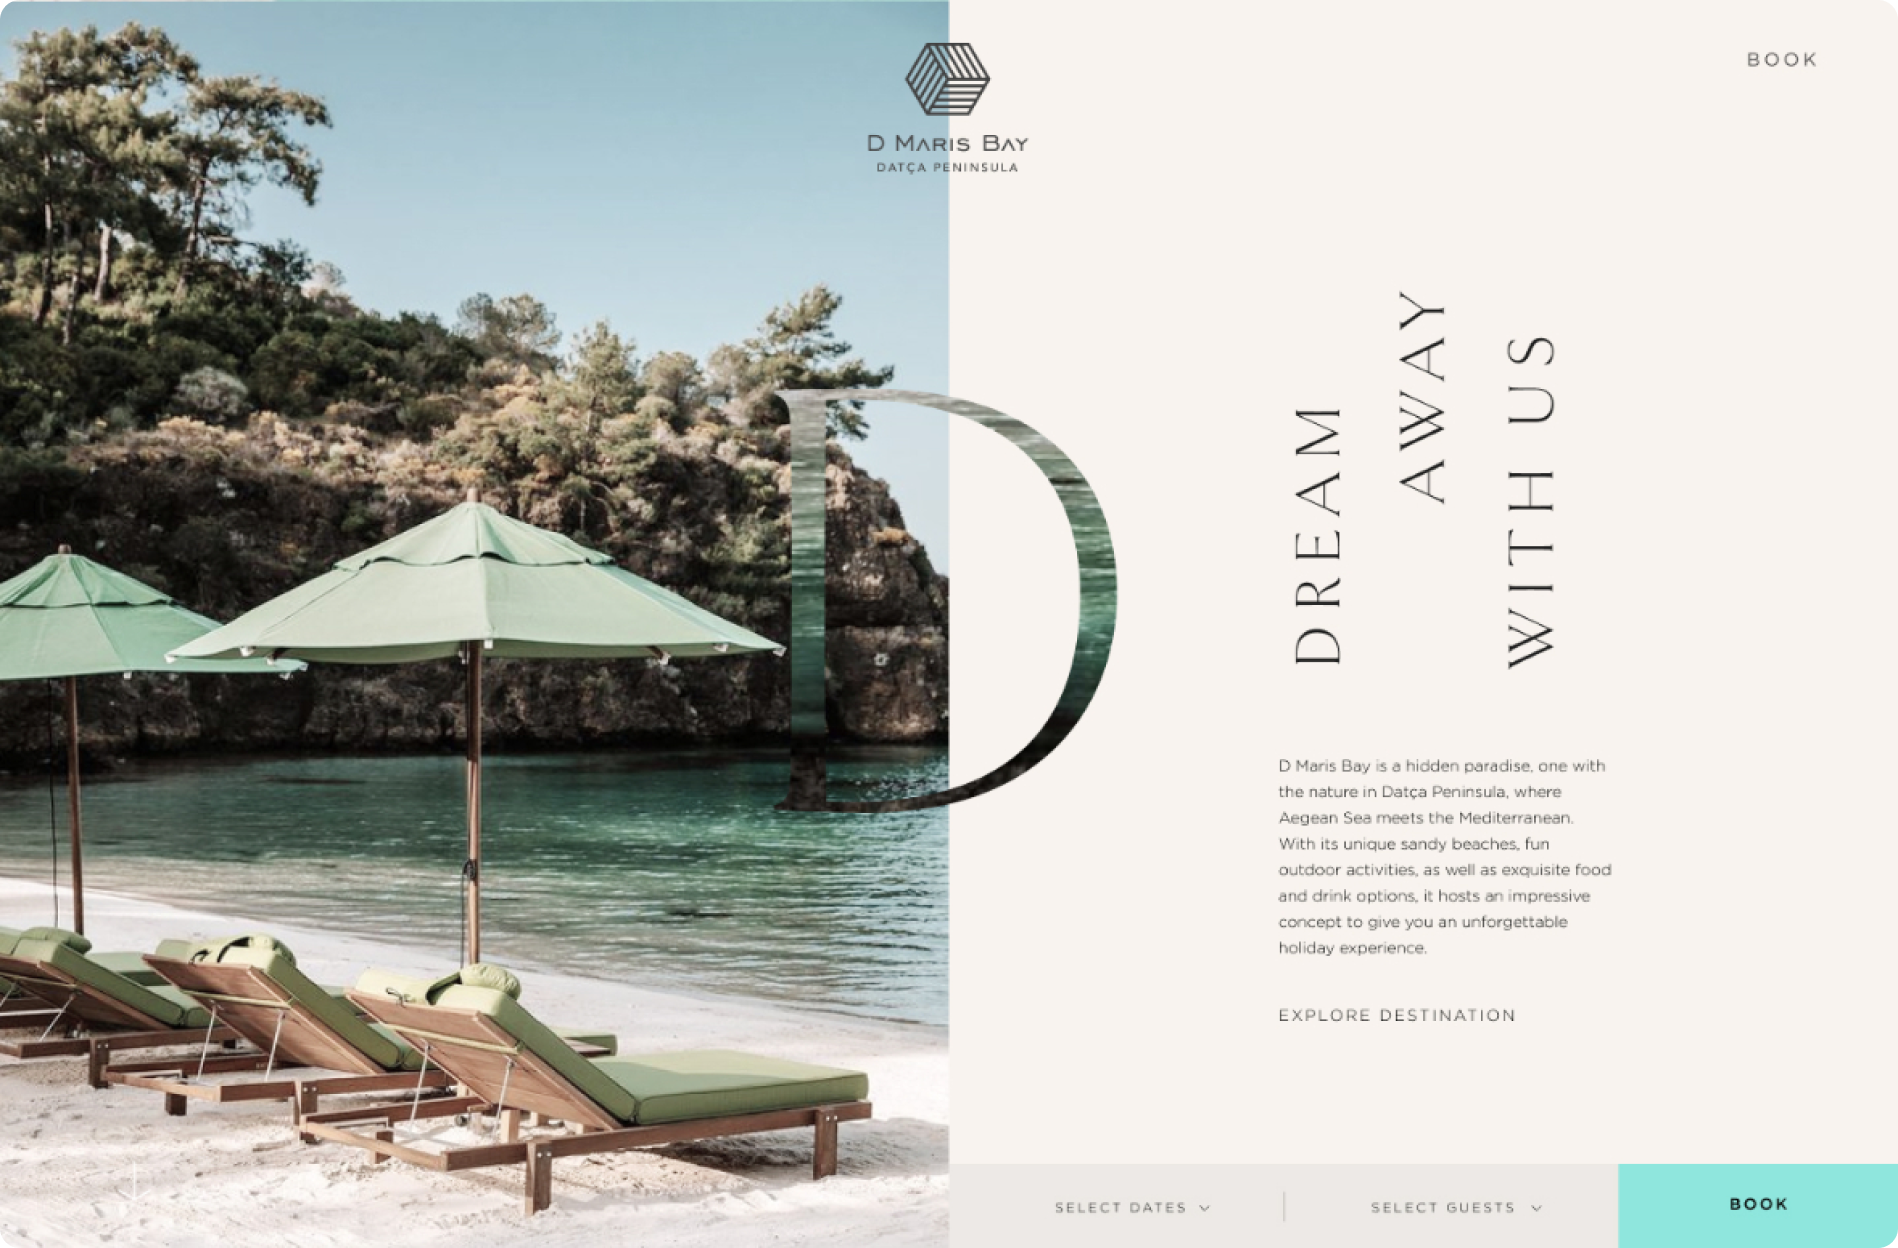 D MARIS BAY
DATÇA PENINSULA
BOOK
D
DREAM
AWAY
WITH US
D Maris Bay is a hidden paradise, one with
the nature in Datça Peninsula, where
Aegean Sea meets the Mediterranean.
With its unique sandy beaches, fun
outdoor activities, as well as exquisite food
and drink options, it hosts an impressive
concept to give you an unforgettable
holiday experience.
EXPLORE DESTINATION
SELECT DATES
SELECT GUESTS
BOOK